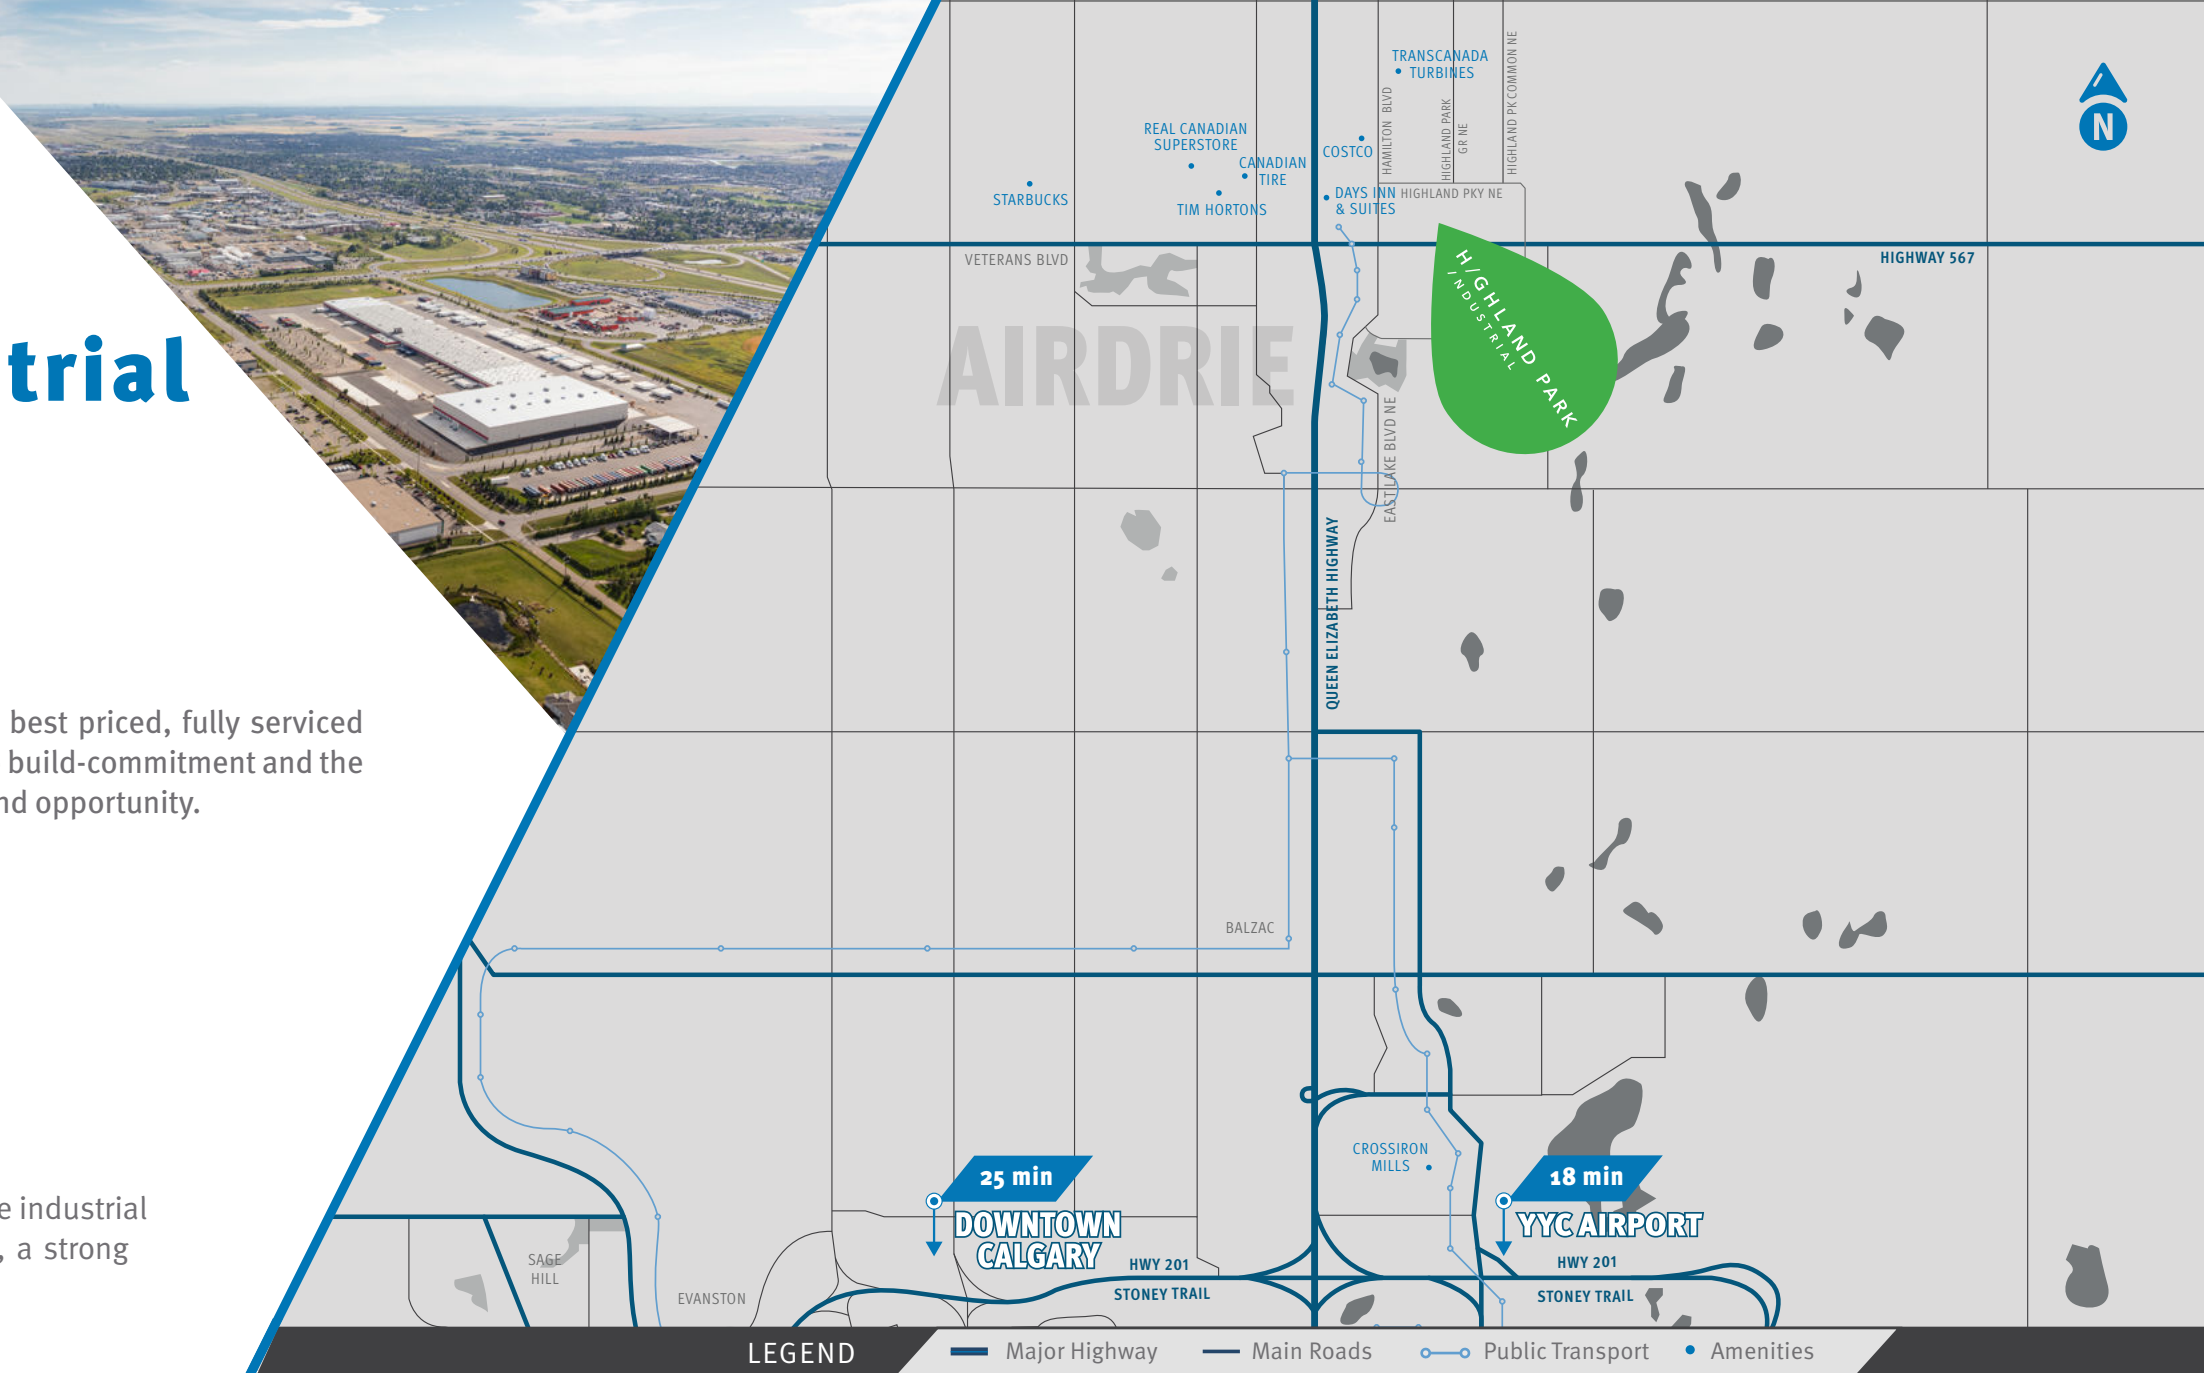 trial
best priced, fully serviced
build-commitment and the
nd opportunity.
e industrial
, a strong
TRANSCANADA
TURBINES
HAMILTON BLVD
HIGHLAND PARK
GR NE
HIGHLAND PK COMMON NE
N
REAL CANADIAN
SUPERSTORE
CANADIAN
TIRE
COSTCO
STARBUCKS
TIM HORTONS
DAYS INN
& SUITES
HIGHLAND PKY NE
VETERANS BLVD
HIGHWAY 567
HIGHLAND PARK
INDUSTRIAL
AIRDRIE
EAST LAKE BLVD NE
QUEEN ELIZABETH HIGHWAY
BALZAC
CROSSIRON
MILLS
25 min
DOWNTOWN
CALGARY
18 min
YYC AIRPORT
SAGE
HILL
EVANSTON
HWY 201
STONEY TRAIL
HWY 201
STONEY TRAIL
LEGEND
Major Highway
Main Roads
Public Transport
Amenities